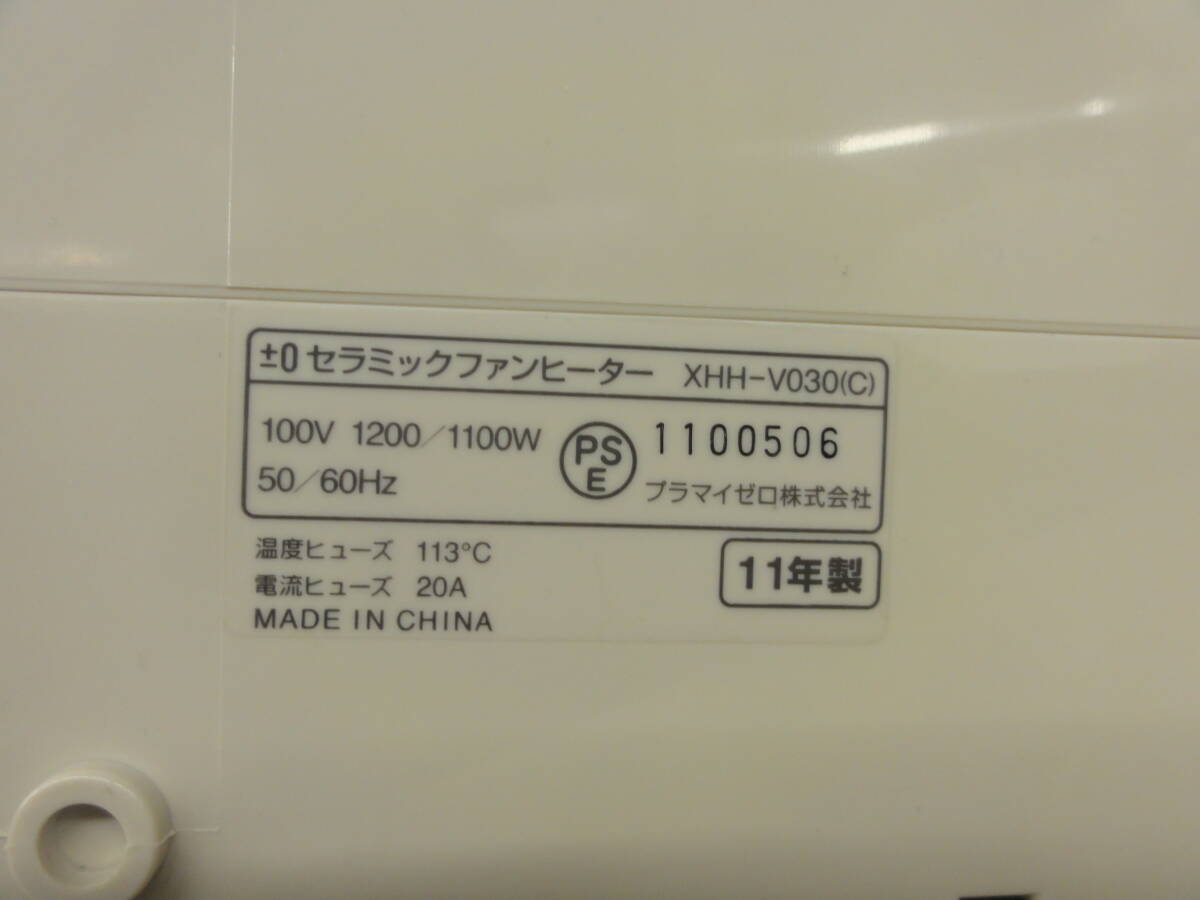 ±0 セラミックファンヒーター XHH-V030(C)
100V 1200/1100W
50/60Hz
PS
E
1100506
プラマイゼロ株式会社
温度ヒューズ 113°C
電流ヒューズ 20A
MADE IN CHINA
11年製